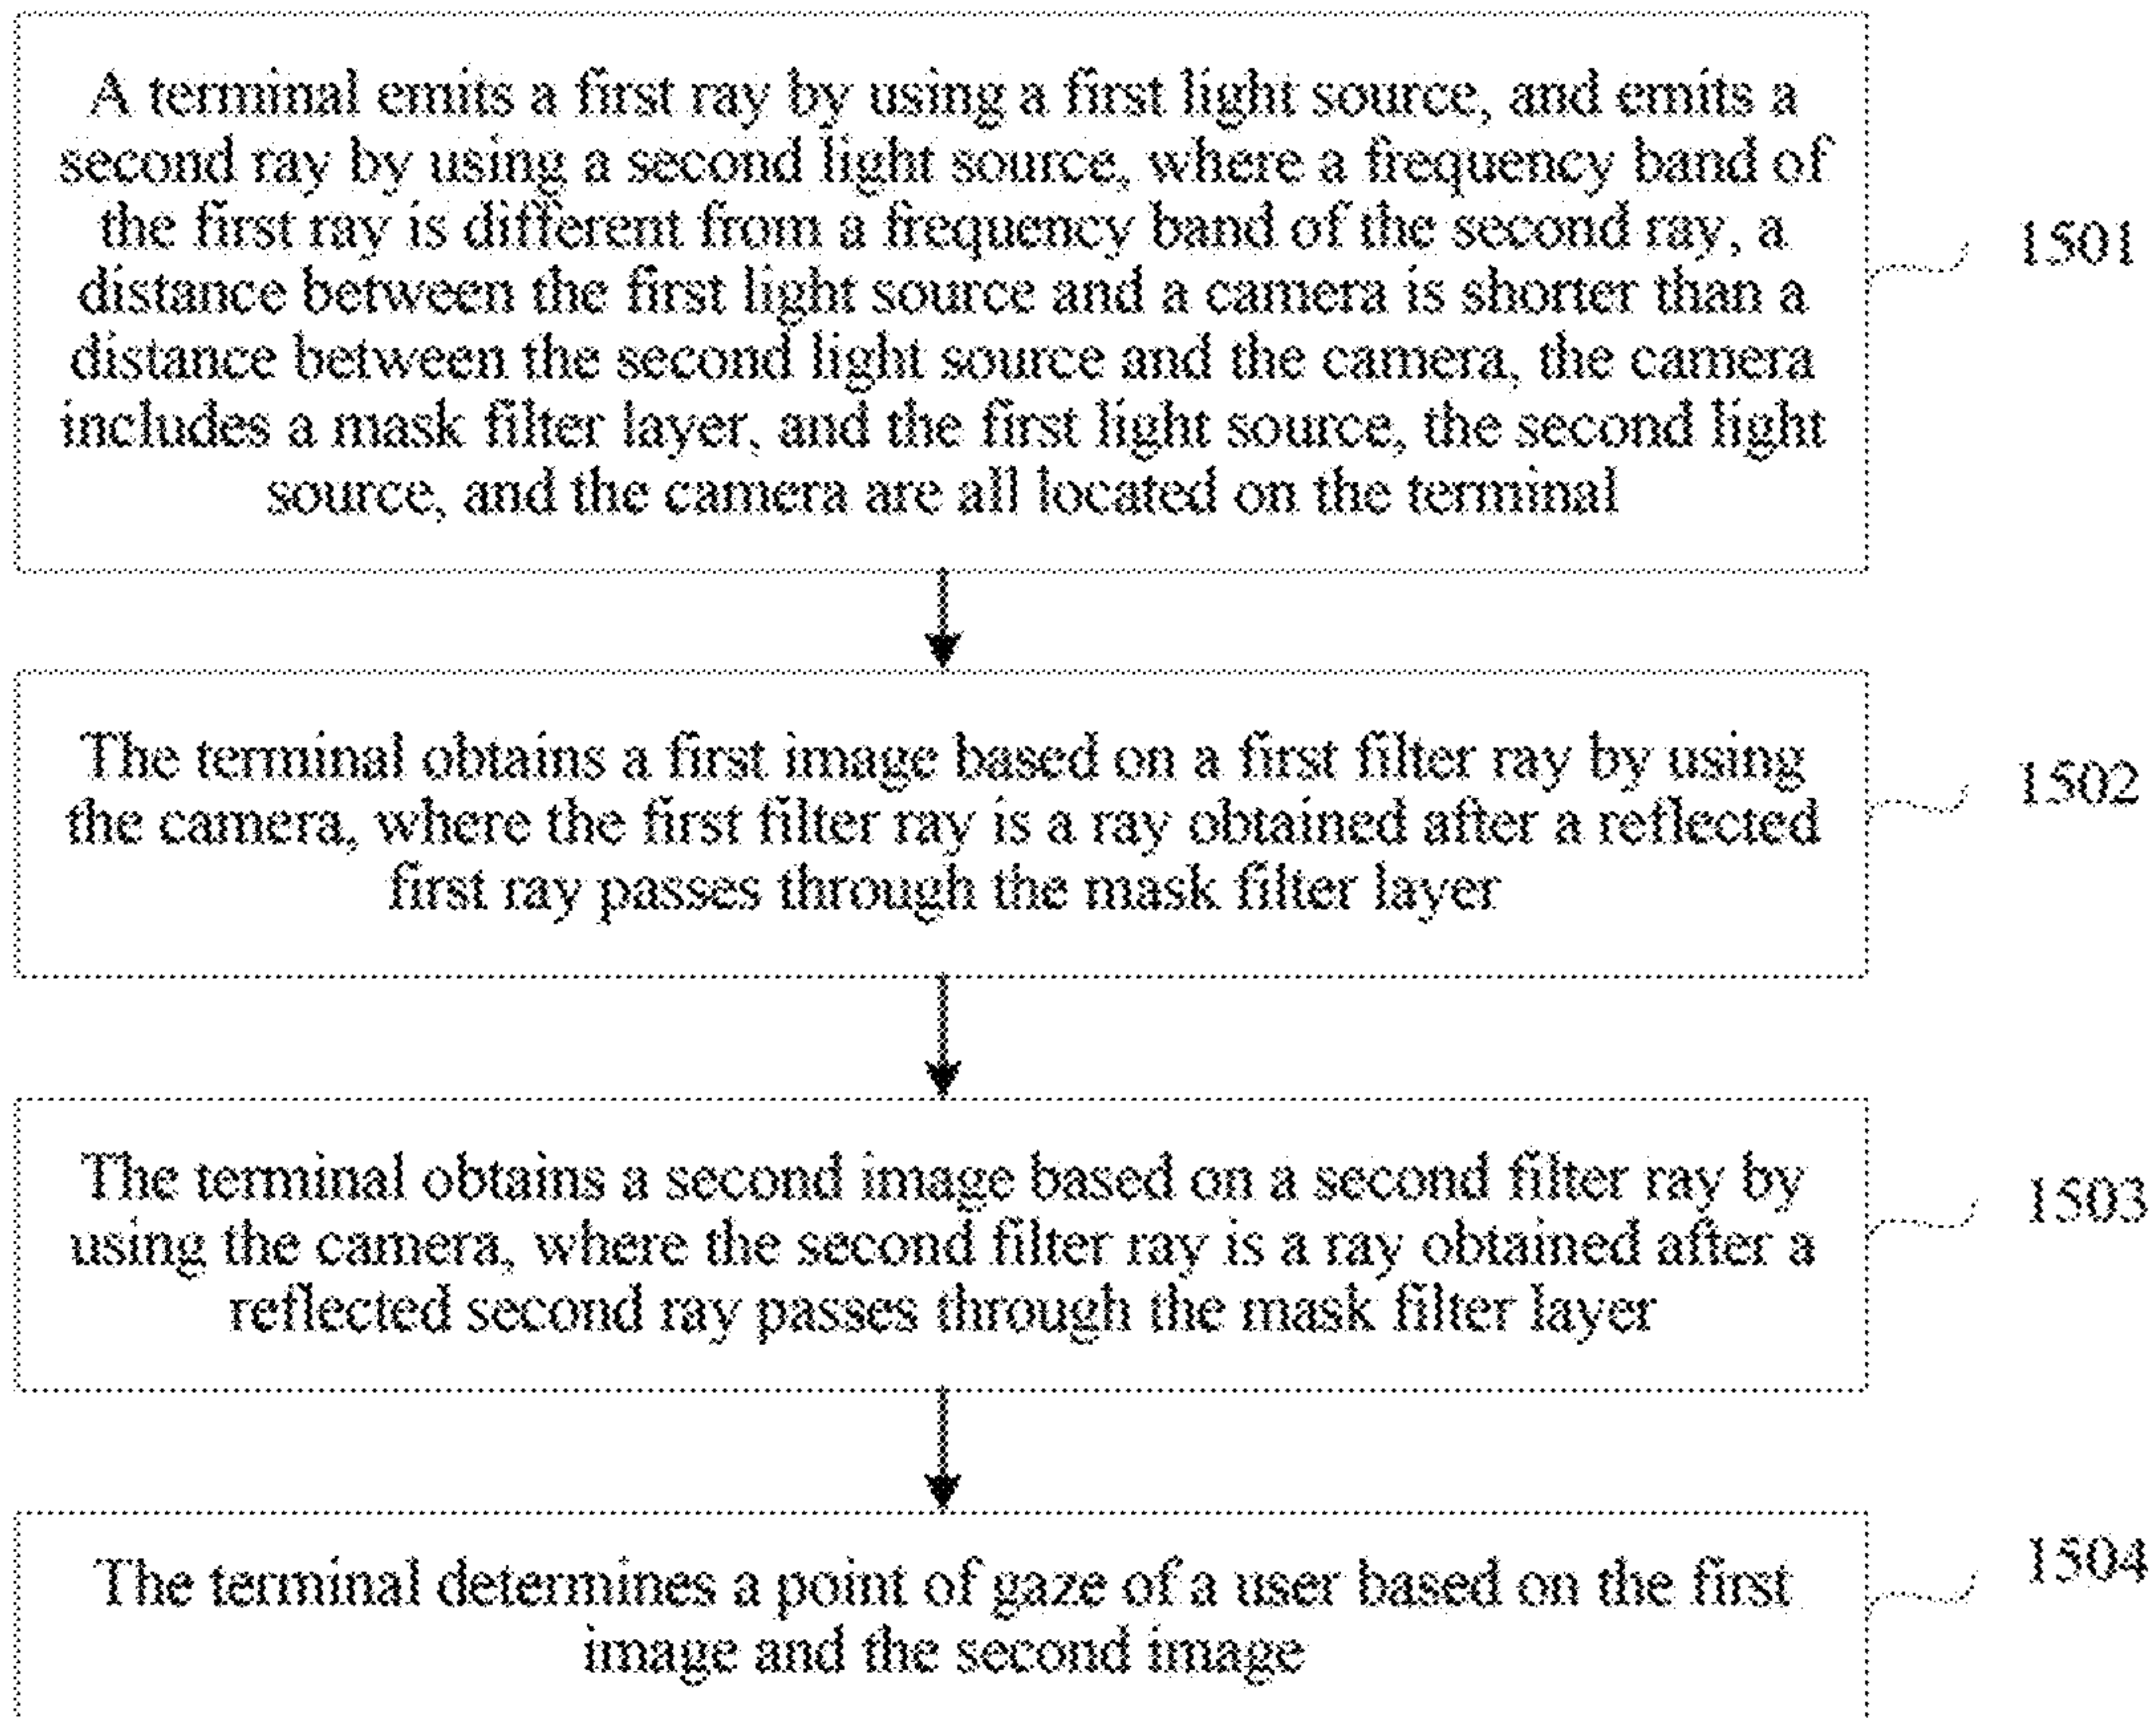 A terminal emits a first ray by using a first light source, and emits a
second ray by using a second light source, where a frequency band of
the first ray is different from a frequency band of the second ray, a
distance between the first light source and a camera is shorter than a
distance between the second light source and the camera, the camera
includes a mask filter layer, and the first light source, the second light
source, and the camera are all located on the terminal
1501
The terminal obtains a first image based on a first filter ray by using
the camera, where the first filter ray is a ray obtained after a reflected
first ray passes through the mask filter layer
1502
The terminal obtains a second image based on a second filter ray by
using the camera, where the second filter ray is a ray obtained after a
reflected second ray passes through the mask filter layer
1503
The terminal determines a point of gaze of a user based on the first
image and the second image
1504